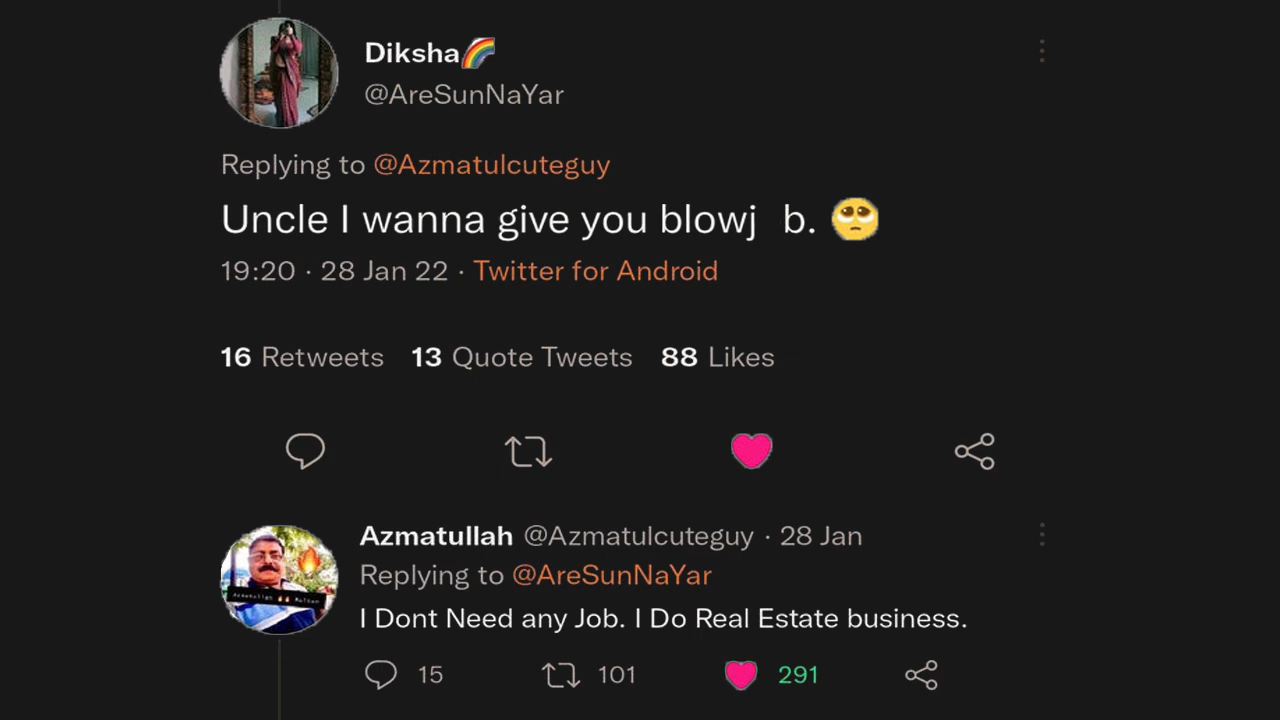 Diksha🌈
@AreSunNaYar
Replying to @Azmatulcuteguy
Uncle I wanna give you blowj b. 🥺
19:20 · 28 Jan 22 · Twitter for Android
16 Retweets 13 Quote Tweets 88 Likes
Azmatullah @Azmatulcuteguy · 28 Jan
Replying to @AreSunNaYar
I Dont Need any Job. I Do Real Estate business.
15 101 291